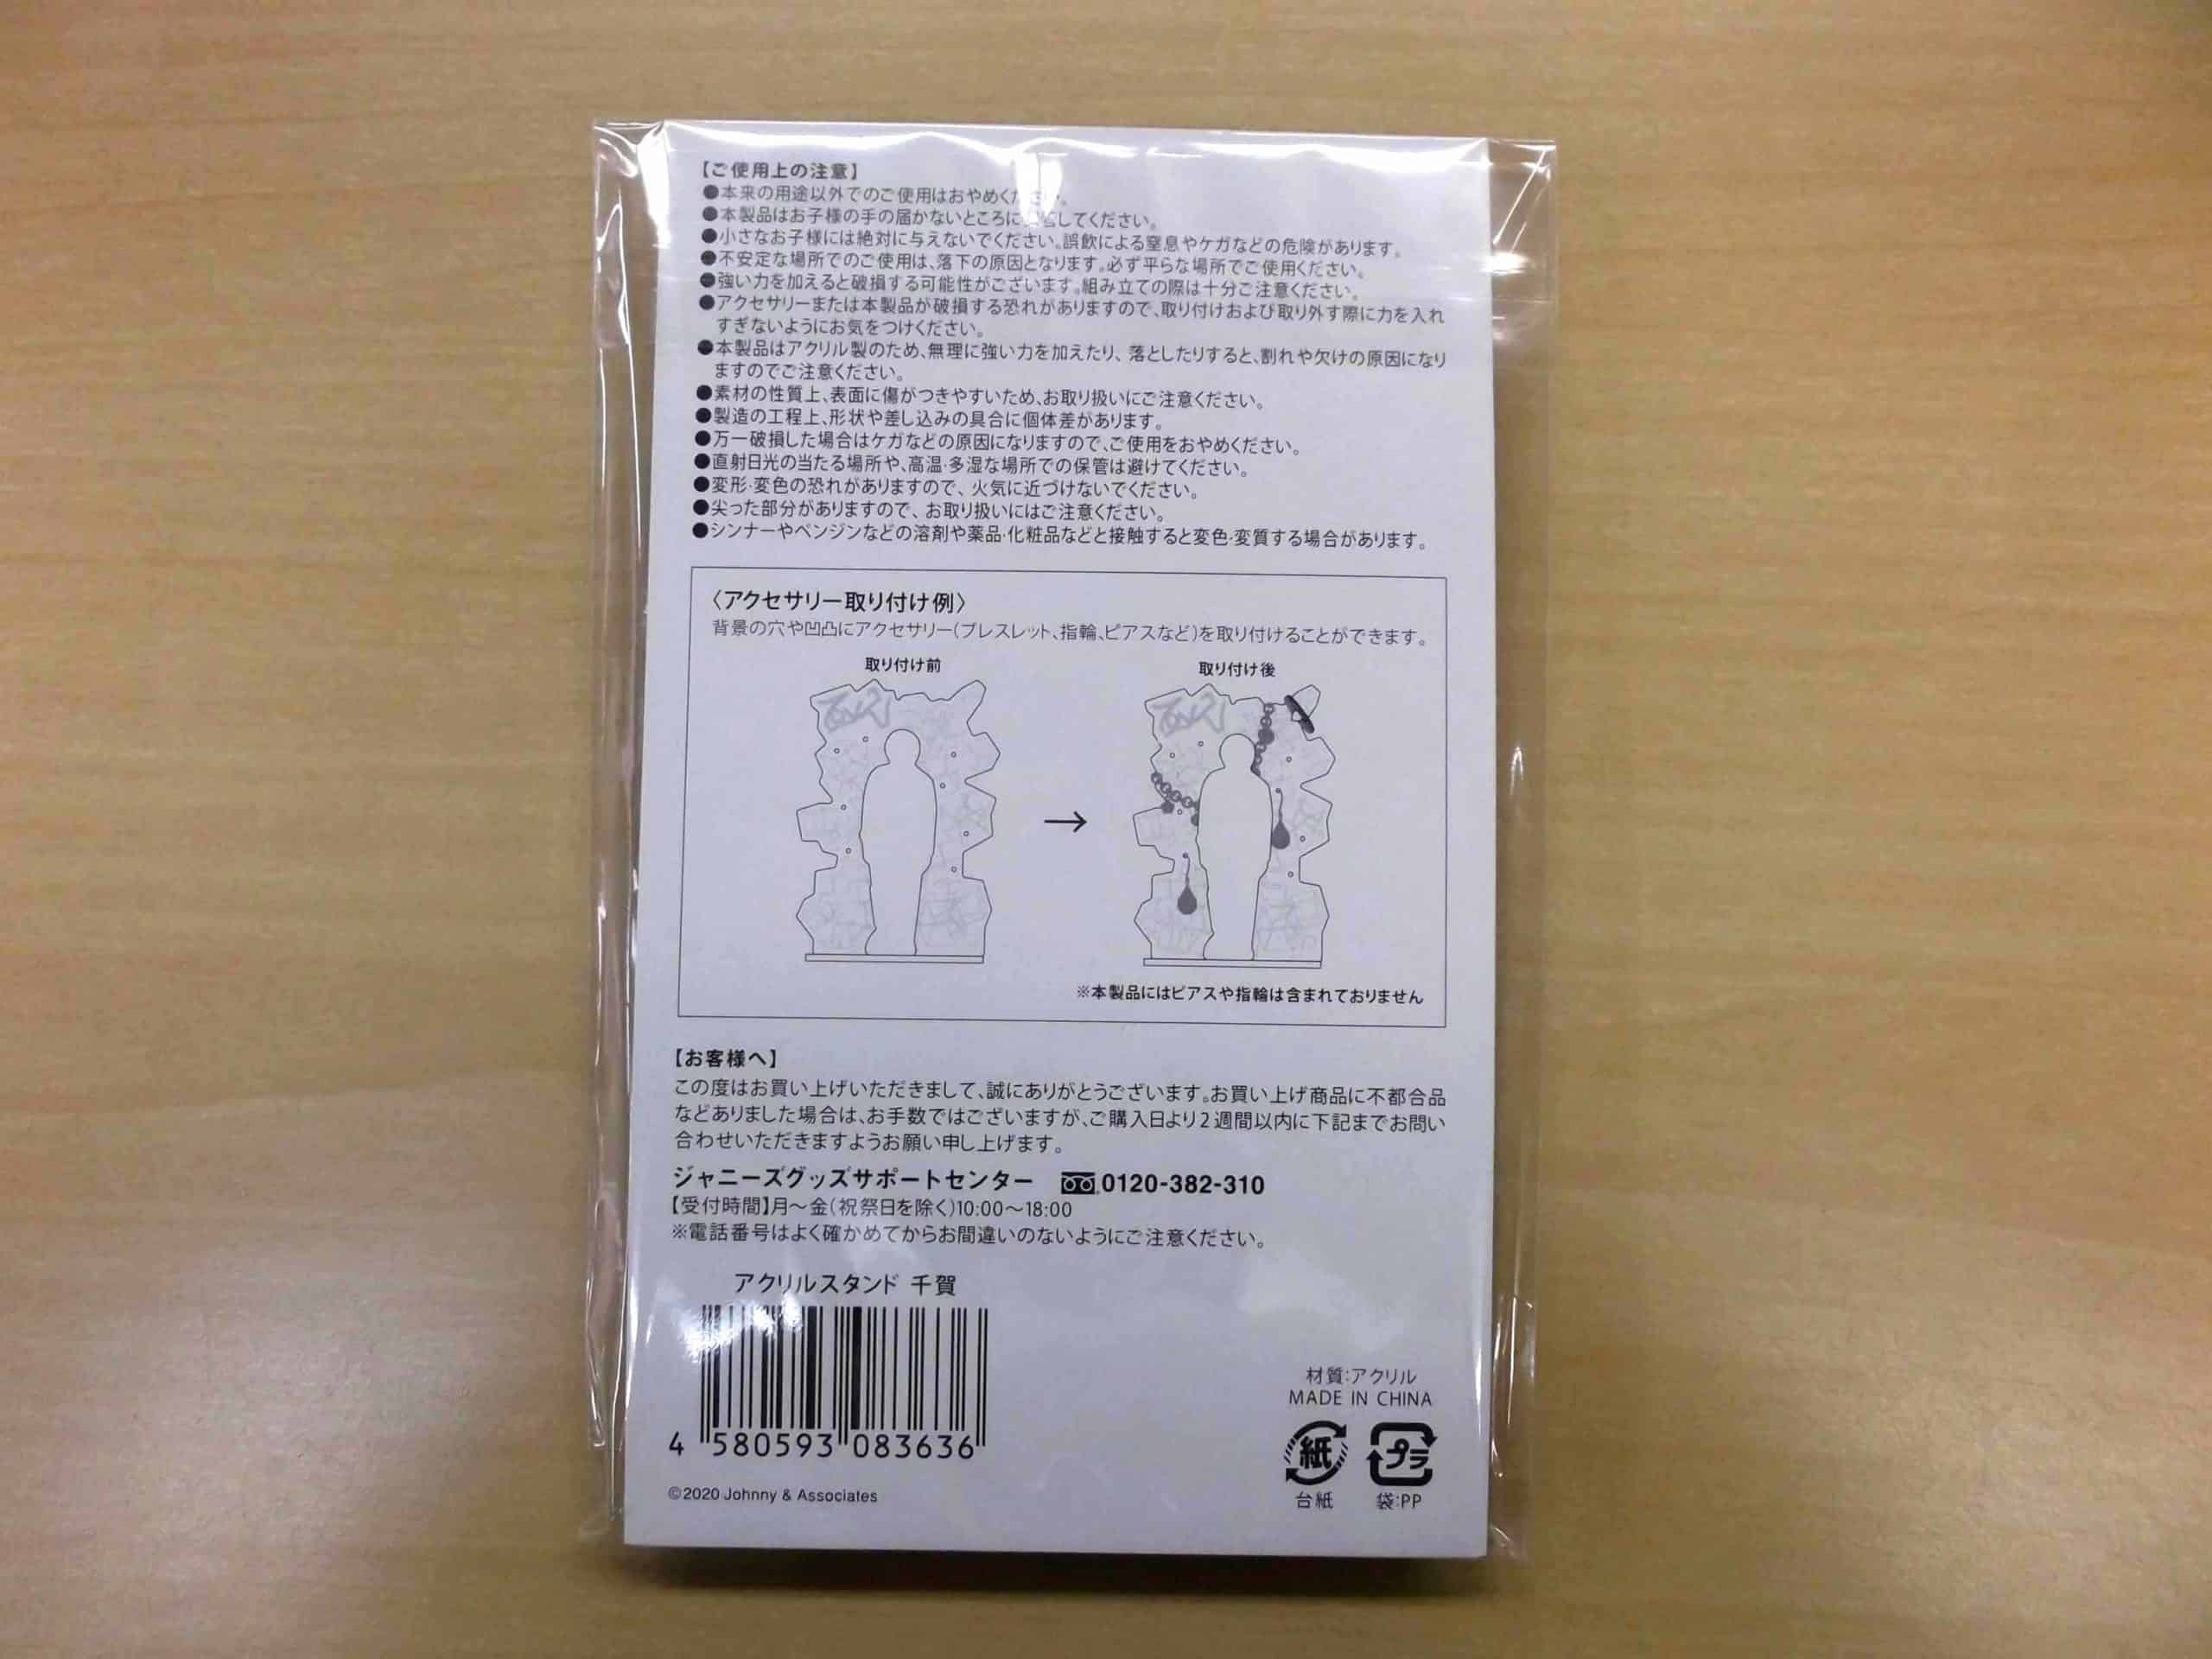 【ご使用上の注意】
●本来の用途以外でのご使用はおやめください。
●本製品はお子様の手の届かないところに してください。
●小さなお子様には絶対に与えないでください。誤飲による窒息やケガなどの危険があります。
●不安定な場所でのご使用は、落下の原因となります。必ず平らな場所でご使用ください。
●強い力を加えると破損する可能性がございます。組み立ての際は十分ご注意ください。
●アクセサリーまたは本製品が破損する恐れがありますので、取り付けおよび取り外す際に力を入れ
すぎないようにお気をつけください。
●本製品はアクリル製のため、無理に強い力を加えたり、落としたりすると、割れや欠けの原因になり
ますのでご注意ください。
●素材の性質上、表面に傷がつきやすいため、お取り扱いにご注意ください。
●製造の工程上、形状や差し込みの具合に個体差があります。
●万一破損した場合はケガなどの原因になりますので、ご使用をおやめください。
●直射日光の当たる場所や、高温・多湿な場所での保管は避けてください。
●変形・変色の恐れがありますので、火気に近づけないでください。
●尖った部分がありますので、お取り扱いにはご注意ください。
●シンナーやベンジンなどの溶剤や薬品・化粧品などと接触すると変色・変質する場合があります。
〈アクセサリー取り付け例〉
背景の穴や凹凸にアクセサリー(ブレスレット、指輪、ピアスなど)を取り付けることができます。
取り付け前
取り付け後
→
※本製品にはピアスや指輪は含まれておりません
【お客様へ】
この度はお買い上げいただきまして、誠にありがとうございます。お買い上げ商品に不都合品
などありました場合は、お手数ではございますが、ご購入日より2週間以内に下記までお問い
合わせいただきますようお願い申し上げます。
ジャニーズグッズサポートセンター 0120-382-310
【受付時間】月〜金(祝祭日を除く)10:00〜18:00
※電話番号はよく確かめてからお間違いのないようにご注意ください。
アクリルスタンド 千賀
4 580593 083636
©2020 Johnny & Associates
材質:アクリル
MADE IN CHINA
紙 プラ
台紙 袋:PP